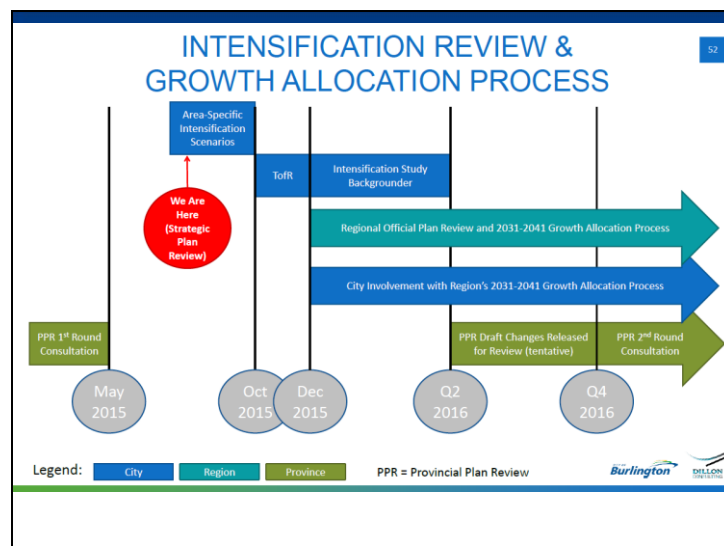 INTENSIFICATION REVIEW &
GROWTH ALLOCATION PROCESS
52
Area-Specific
Intensification
Scenarios
TofR
Intensification Study
Backgrounder
We Are
Here
(Strategic
Plan
Review)
Regional Official Plan Review and 2031-2041 Growth Allocation Process
City Involvement with Region's 2031-2041 Growth Allocation Process
PPR 1st Round
Consultation
PPR Draft Changes Released
for Review (tentative)
PPR 2nd Round
Consultation
May
2015
Oct
2015
Dec
2015
Q2
2016
Q4
2016
Legend:
City
Region
Province
PPR = Provincial Plan Review
Burlington
DILLON